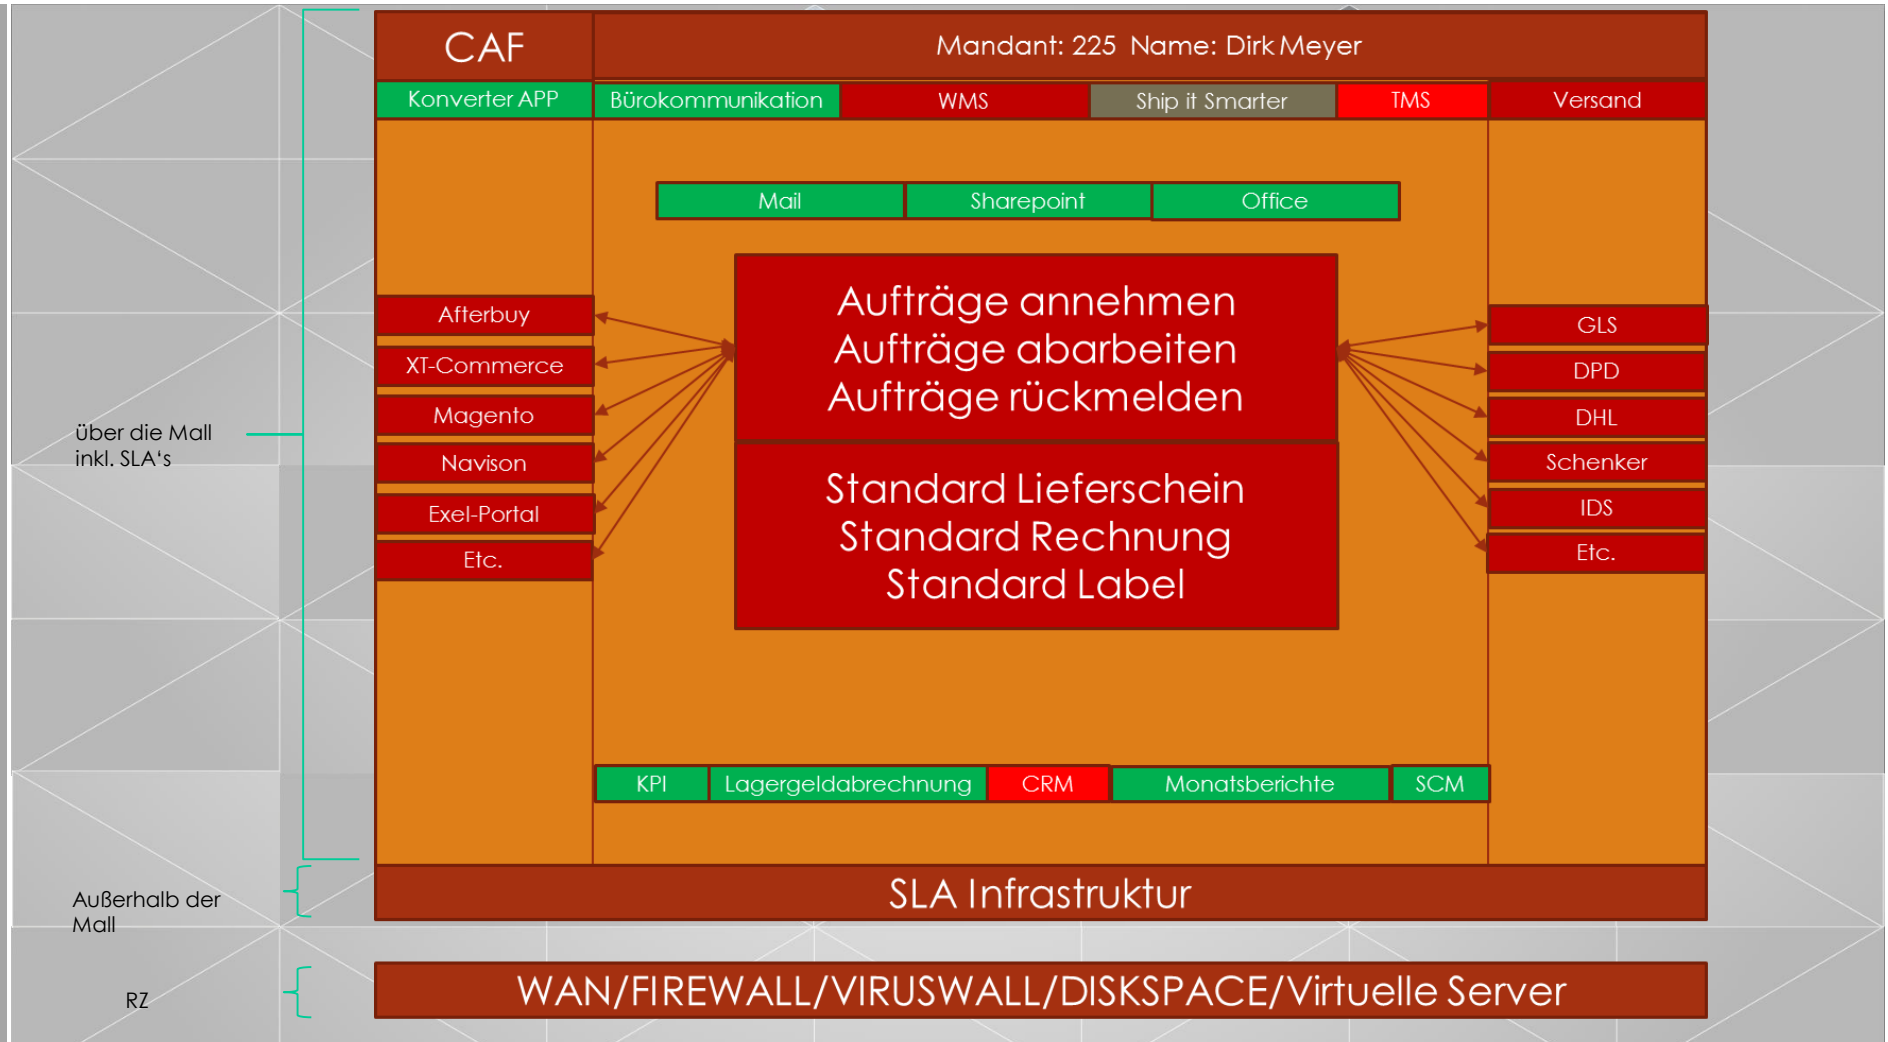 CAF
Mandant: 225 Name: Dirk Meyer
Konverter APP
Bürokommunikation
WMS
Ship it Smarter
TMS
Versand
Mail
Sharepoint
Office
Aufträge annehmen
Aufträge abarbeiten
Aufträge rückmelden
Standard Lieferschein
Standard Rechnung
Standard Label
Afterbuy
XT-Commerce
Magento
Navison
Exel-Portal
Etc.
GLS
DPD
DHL
Schenker
IDS
Etc.
über die Mall
inkl. SLA's
KPI
Lagergeldabrechnung
CRM
Monatsberichte
SCM
Außerhalb der
Mall
SLA Infrastruktur
RZ
WAN/FIREWALL/VIRUSWALL/DISKSPACE/Virtuelle Server